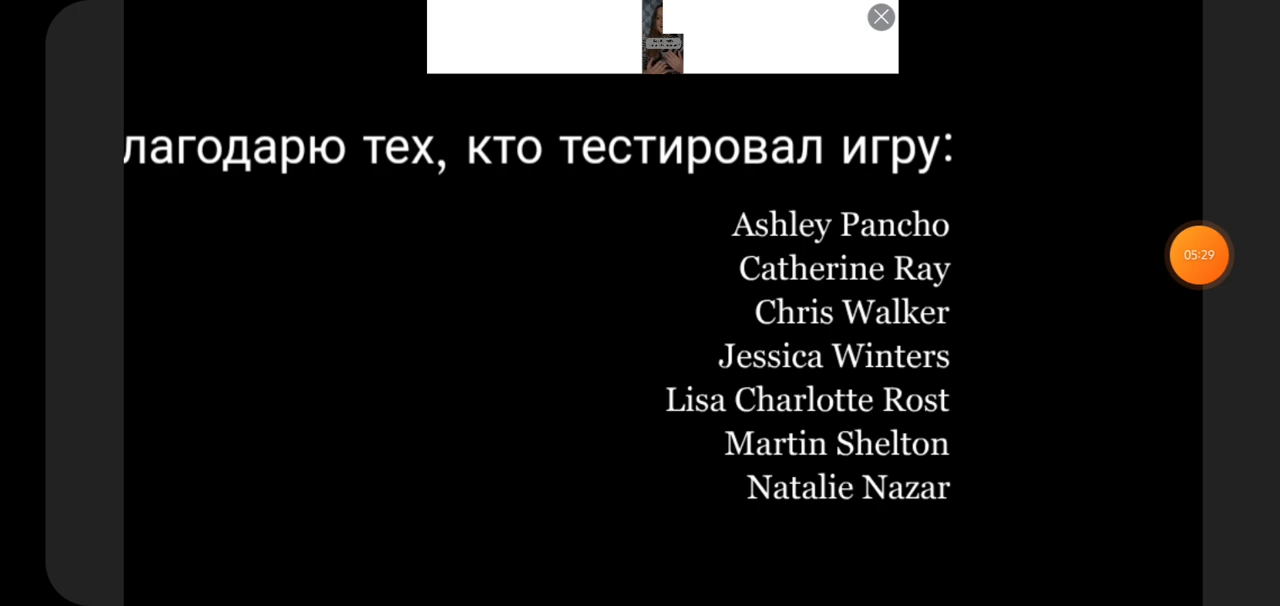 лагодарю тех, кто тестировал игру:
Ashley Pancho
Catherine Ray
Chris Walker
05:29
Jessica Winters
Lisa Charlotte Rost
Martin Shelton
Natalie Nazar